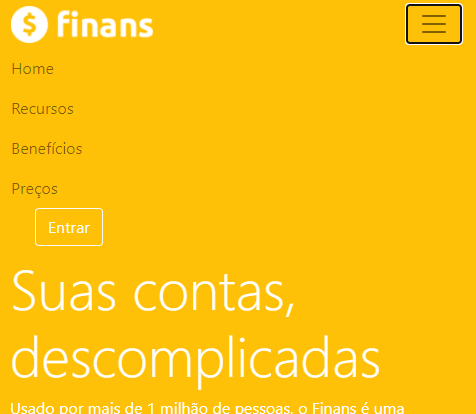 $ finans
Home
Recursos
Benefícios
Preços
Entrar
Suas contas,
descomplicadas
Usado por mais de 1 milhão de pessoas, o Finans é uma